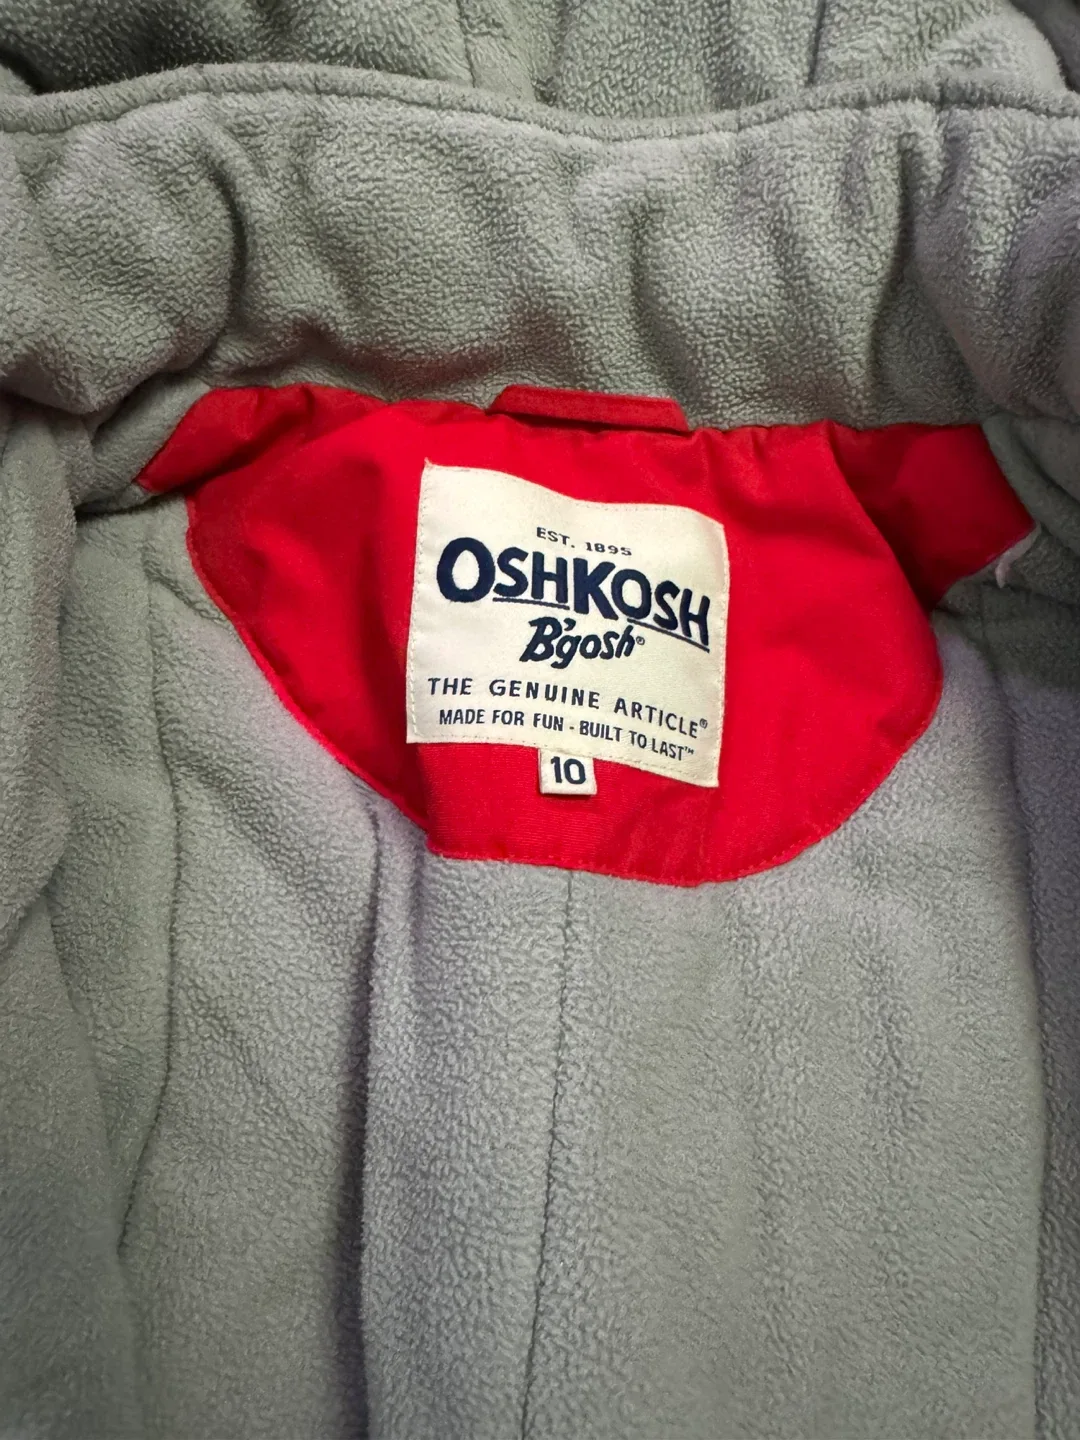 EST. 1895
OSHKOSH
B'gosh®
THE GENUINE ARTICLE®
MADE FOR FUN - BUILT TO LAST™
10